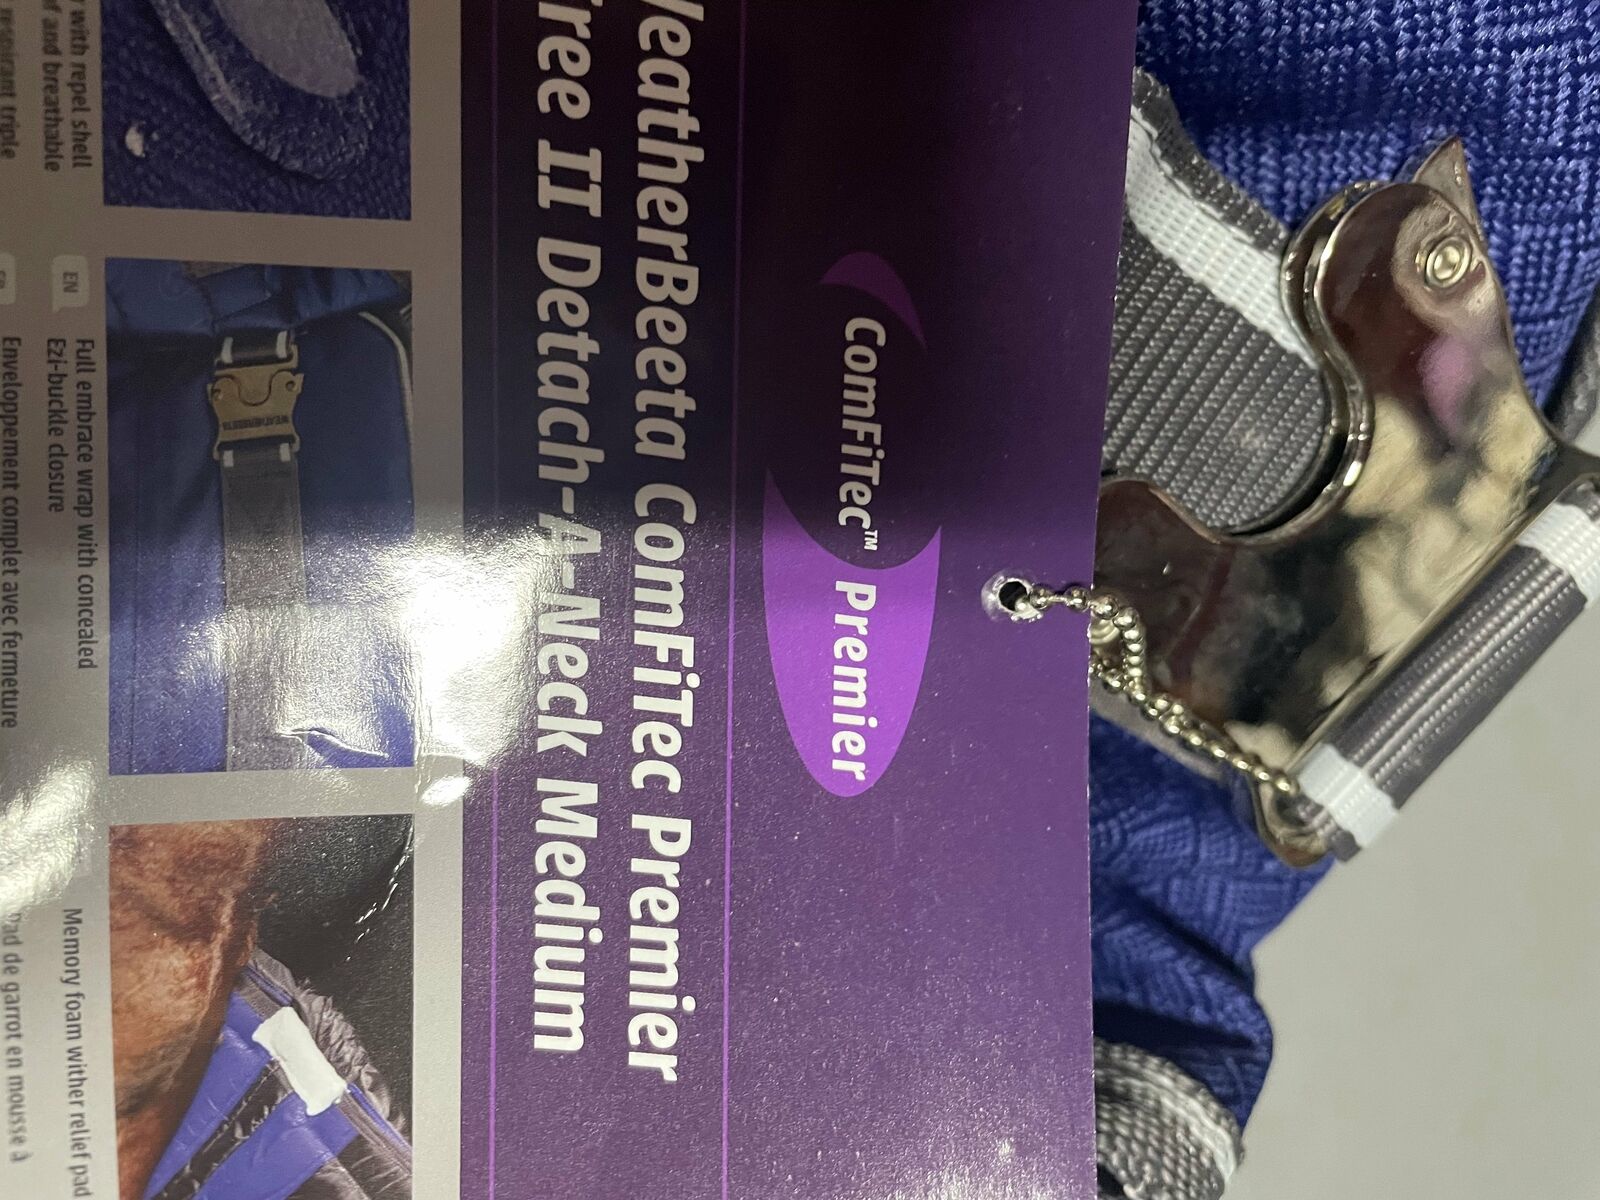 ComFiTec™ Premier
WeatherBeeta ComFiTec Premier
Free II Detach-A-Neck Medium
WEATHERBEETA
with repel shell
and breathable
triple
EN
Full embrace wrap with concealed
Ezi-buckle closure
Enveloppement complet avec fermeture
Memory foam wither relief pad
Pad de garrot en mousse à